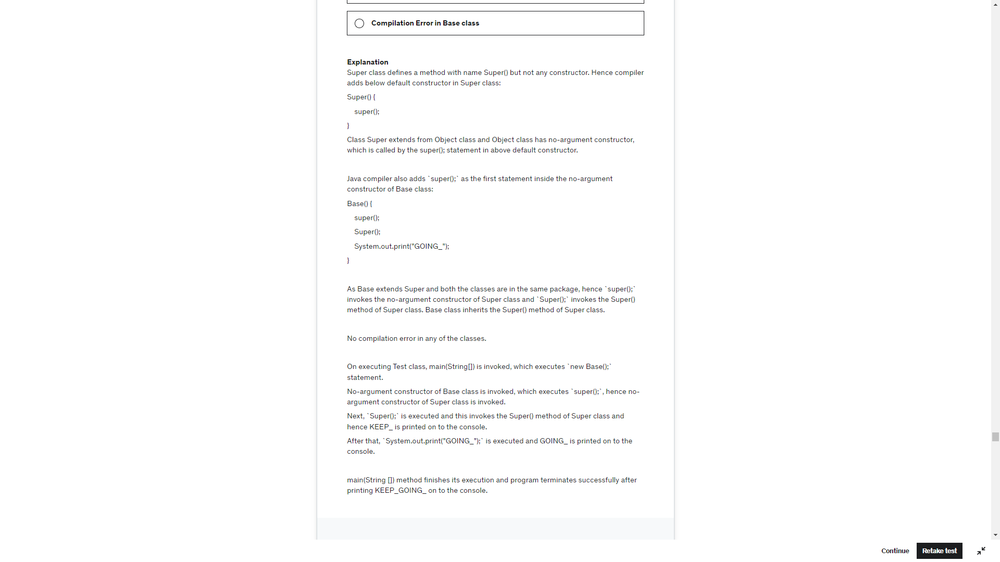 Compilation Error in Base class
Explanation
Super class defines a method with name Super() but not any constructor. Hence compiler
adds below default constructor in Super class:
Super() {
super();
}
Class Super extends from Object class and Object class has no-argument constructor,
which is called by the super(); statement in above default constructor.
Java compiler also adds `super();` as the first statement inside the no-argument
constructor of Base class:
Base() {
super();
Super();
System.out.print("GOING_");
}
As Base extends Super and both the classes are in the same package, hence `super();`
invokes the no-argument constructor of Super class and `Super();` invokes the Super()
method of Super class. Base class inherits the Super() method of Super class.
No compilation error in any of the classes.
On executing Test class, main(String[]) is invoked, which executes `new Base();`
statement.
No-argument constructor of Base class is invoked, which executes `super();`, hence no-
argument constructor of Super class is invoked.
Next, `Super();` is executed and this invokes the Super() method of Super class and
hence KEEP_ is printed on to the console.
After that, `System.out.print("GOING_");` is executed and GOING_ is printed on to the
console.
main(String []) method finishes its execution and program terminates successfully after
printing KEEP_GOING_ on to the console.
Continue
Retake test